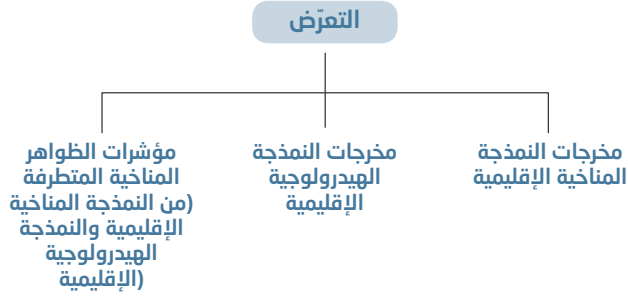 التعرّض
مخرجات النمذجة
المناخية الإقليمية
مخرجات النمذجة
الهيدرولوجية
الإقليمية
مؤشرات الظواهر
المناخية المتطرفة
(من النمذجة المناخية
الإقليمية والنمذجة
الهيدرولوجية
الإقليمية)